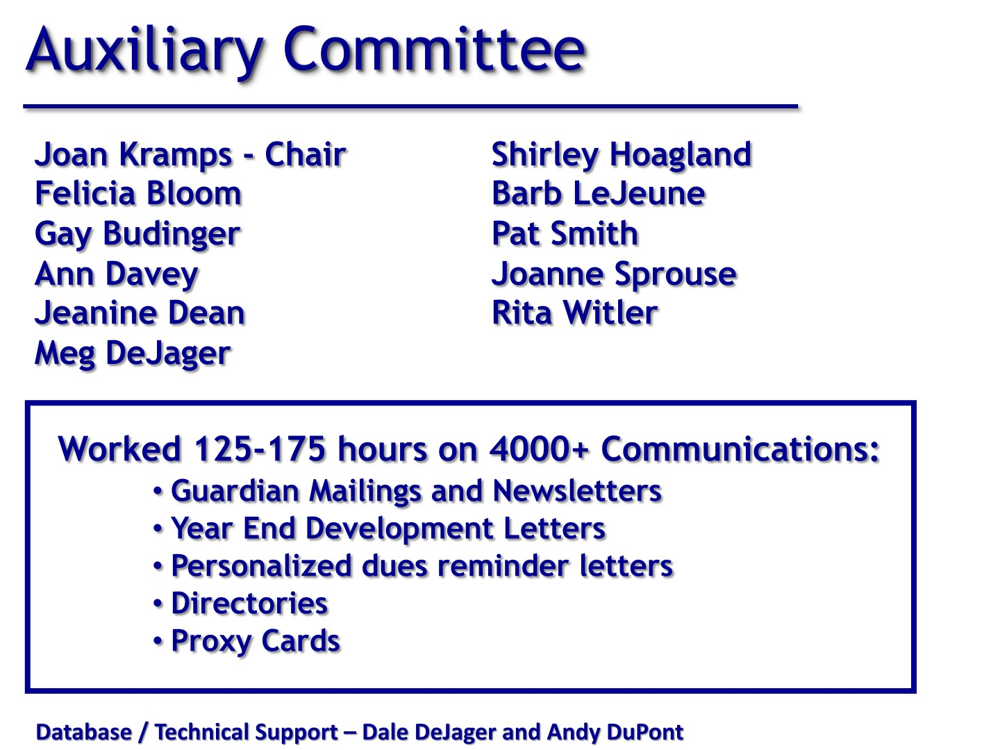 Auxiliary Committee
Joan Kramps - Chair
Felicia Bloom
Gay Budinger
Ann Davey
Jeanine Dean
Meg DeJager
Shirley Hoagland
Barb LeJeune
Pat Smith
Joanne Sprouse
Rita Witler
Worked 125-175 hours on 4000+ Communications:
• Guardian Mailings and Newsletters
• Year End Development Letters
• Personalized dues reminder letters
• Directories
• Proxy Cards
Database / Technical Support – Dale DeJager and Andy DuPont